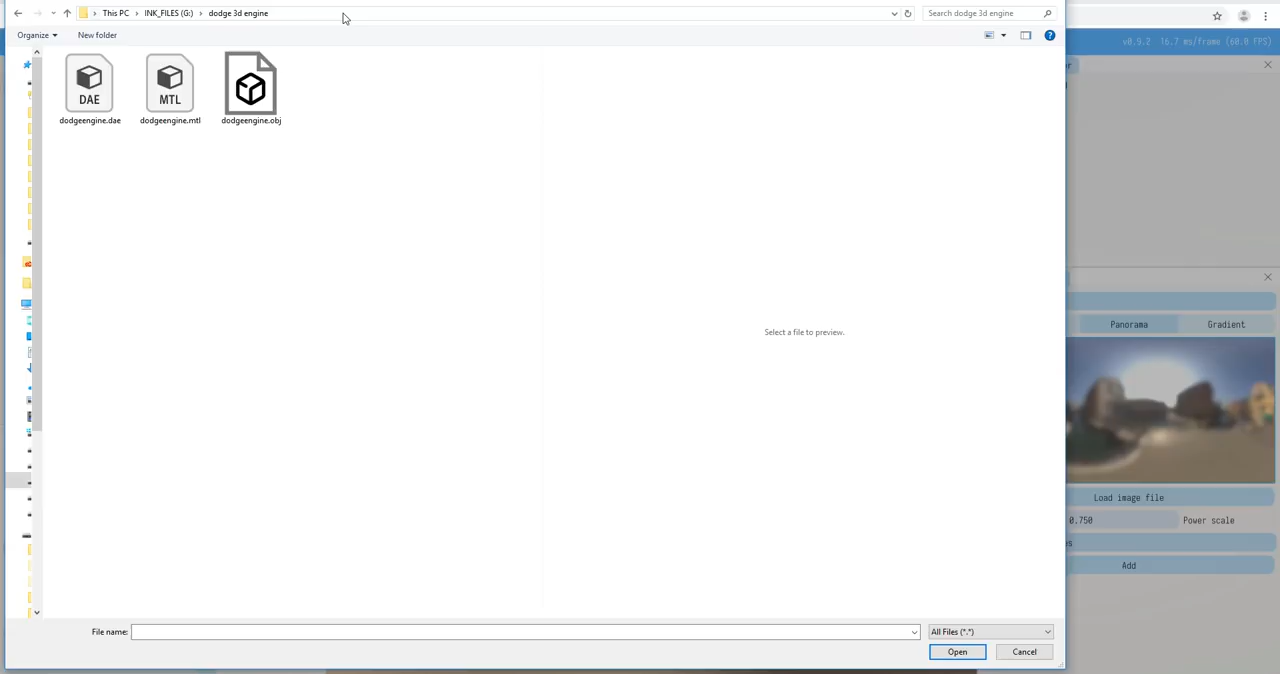 This PC > INK_FILES (G:) > dodge 3d engine
Search dodge 3d engine
Organize
New folder
v0.9.2 16.7 ms/frame (60.0 FPS)
DAE
MTL
dodgeengine.dae
dodgeengine.mtl
dodgeengine.obj
Select a file to preview.
Panorama
Gradient
Load image file
0.750
Power scale
Add
File name:
All Files (*.*)
Open
Cancel